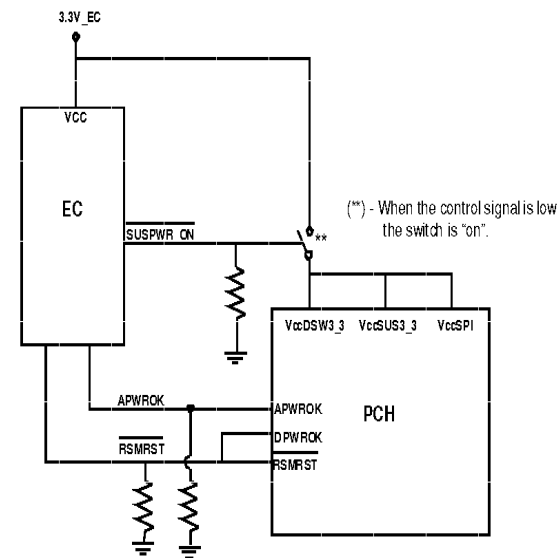 3.3V_EC
VCC
EC
SUSPWR_ON
**
(**) - When the control signal is low
the switch is "on".
VccDSW3_3 VccSUS3_3 VccSPI
APWROK
APWROK
PCH
DPWROK
RSMRST
RSMRST